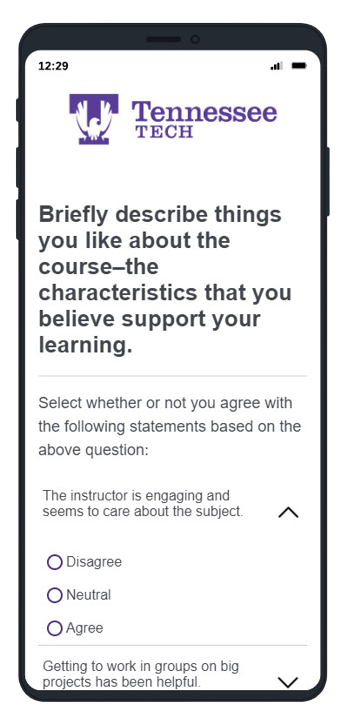 12:29
Tennessee
TECH
Briefly describe things
you like about the
course–the
characteristics that you
believe support your
learning.
Select whether or not you agree with
the following statements based on the
above question:
The instructor is engaging and
seems to care about the subject.
Disagree
Neutral
Agree
Getting to work in groups on big
projects has been helpful.